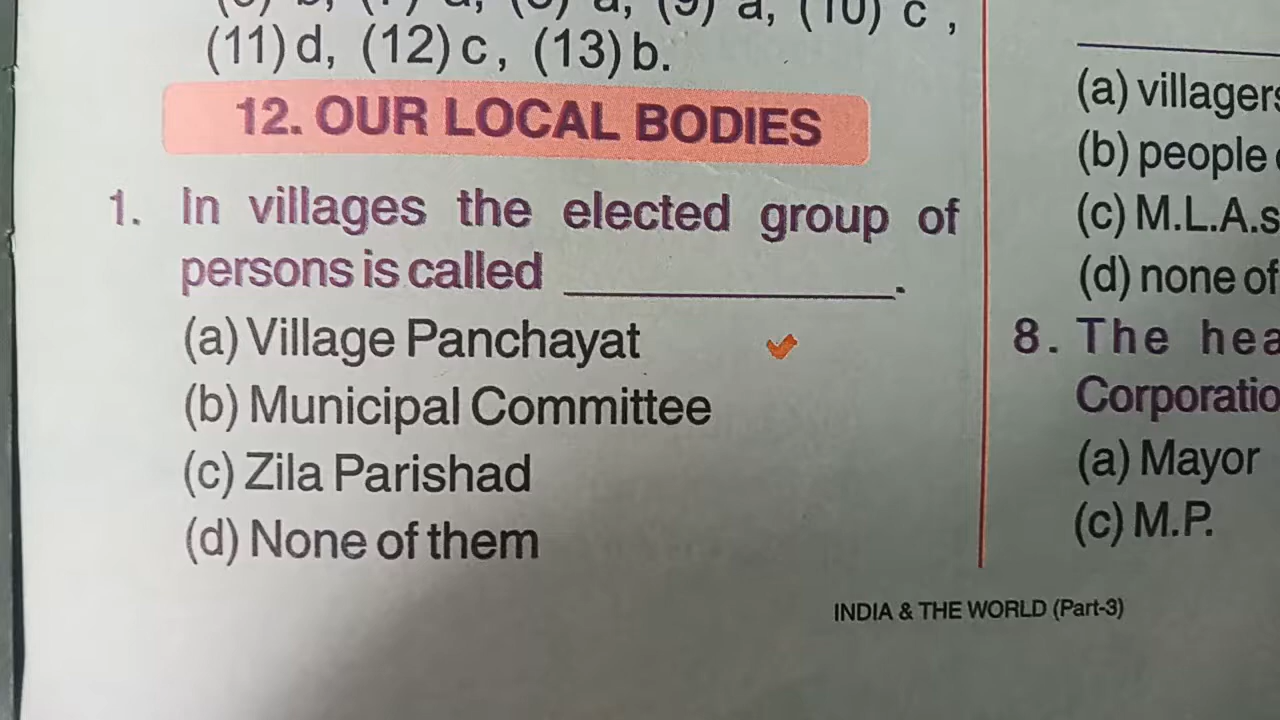 (11) d, (12) c, (13) b.
12. OUR LOCAL BODIES
1. In villages the elected group of
persons is called ____________.
(a) Village Panchayat
(b) Municipal Committee
(c) Zila Parishad
(d) None of them
(a) villagers
(b) people
(c) M.L.A.s
(d) none of
8. The hea
Corporatio
(a) Mayor
(c) M.P.
INDIA & THE WORLD (Part-3)